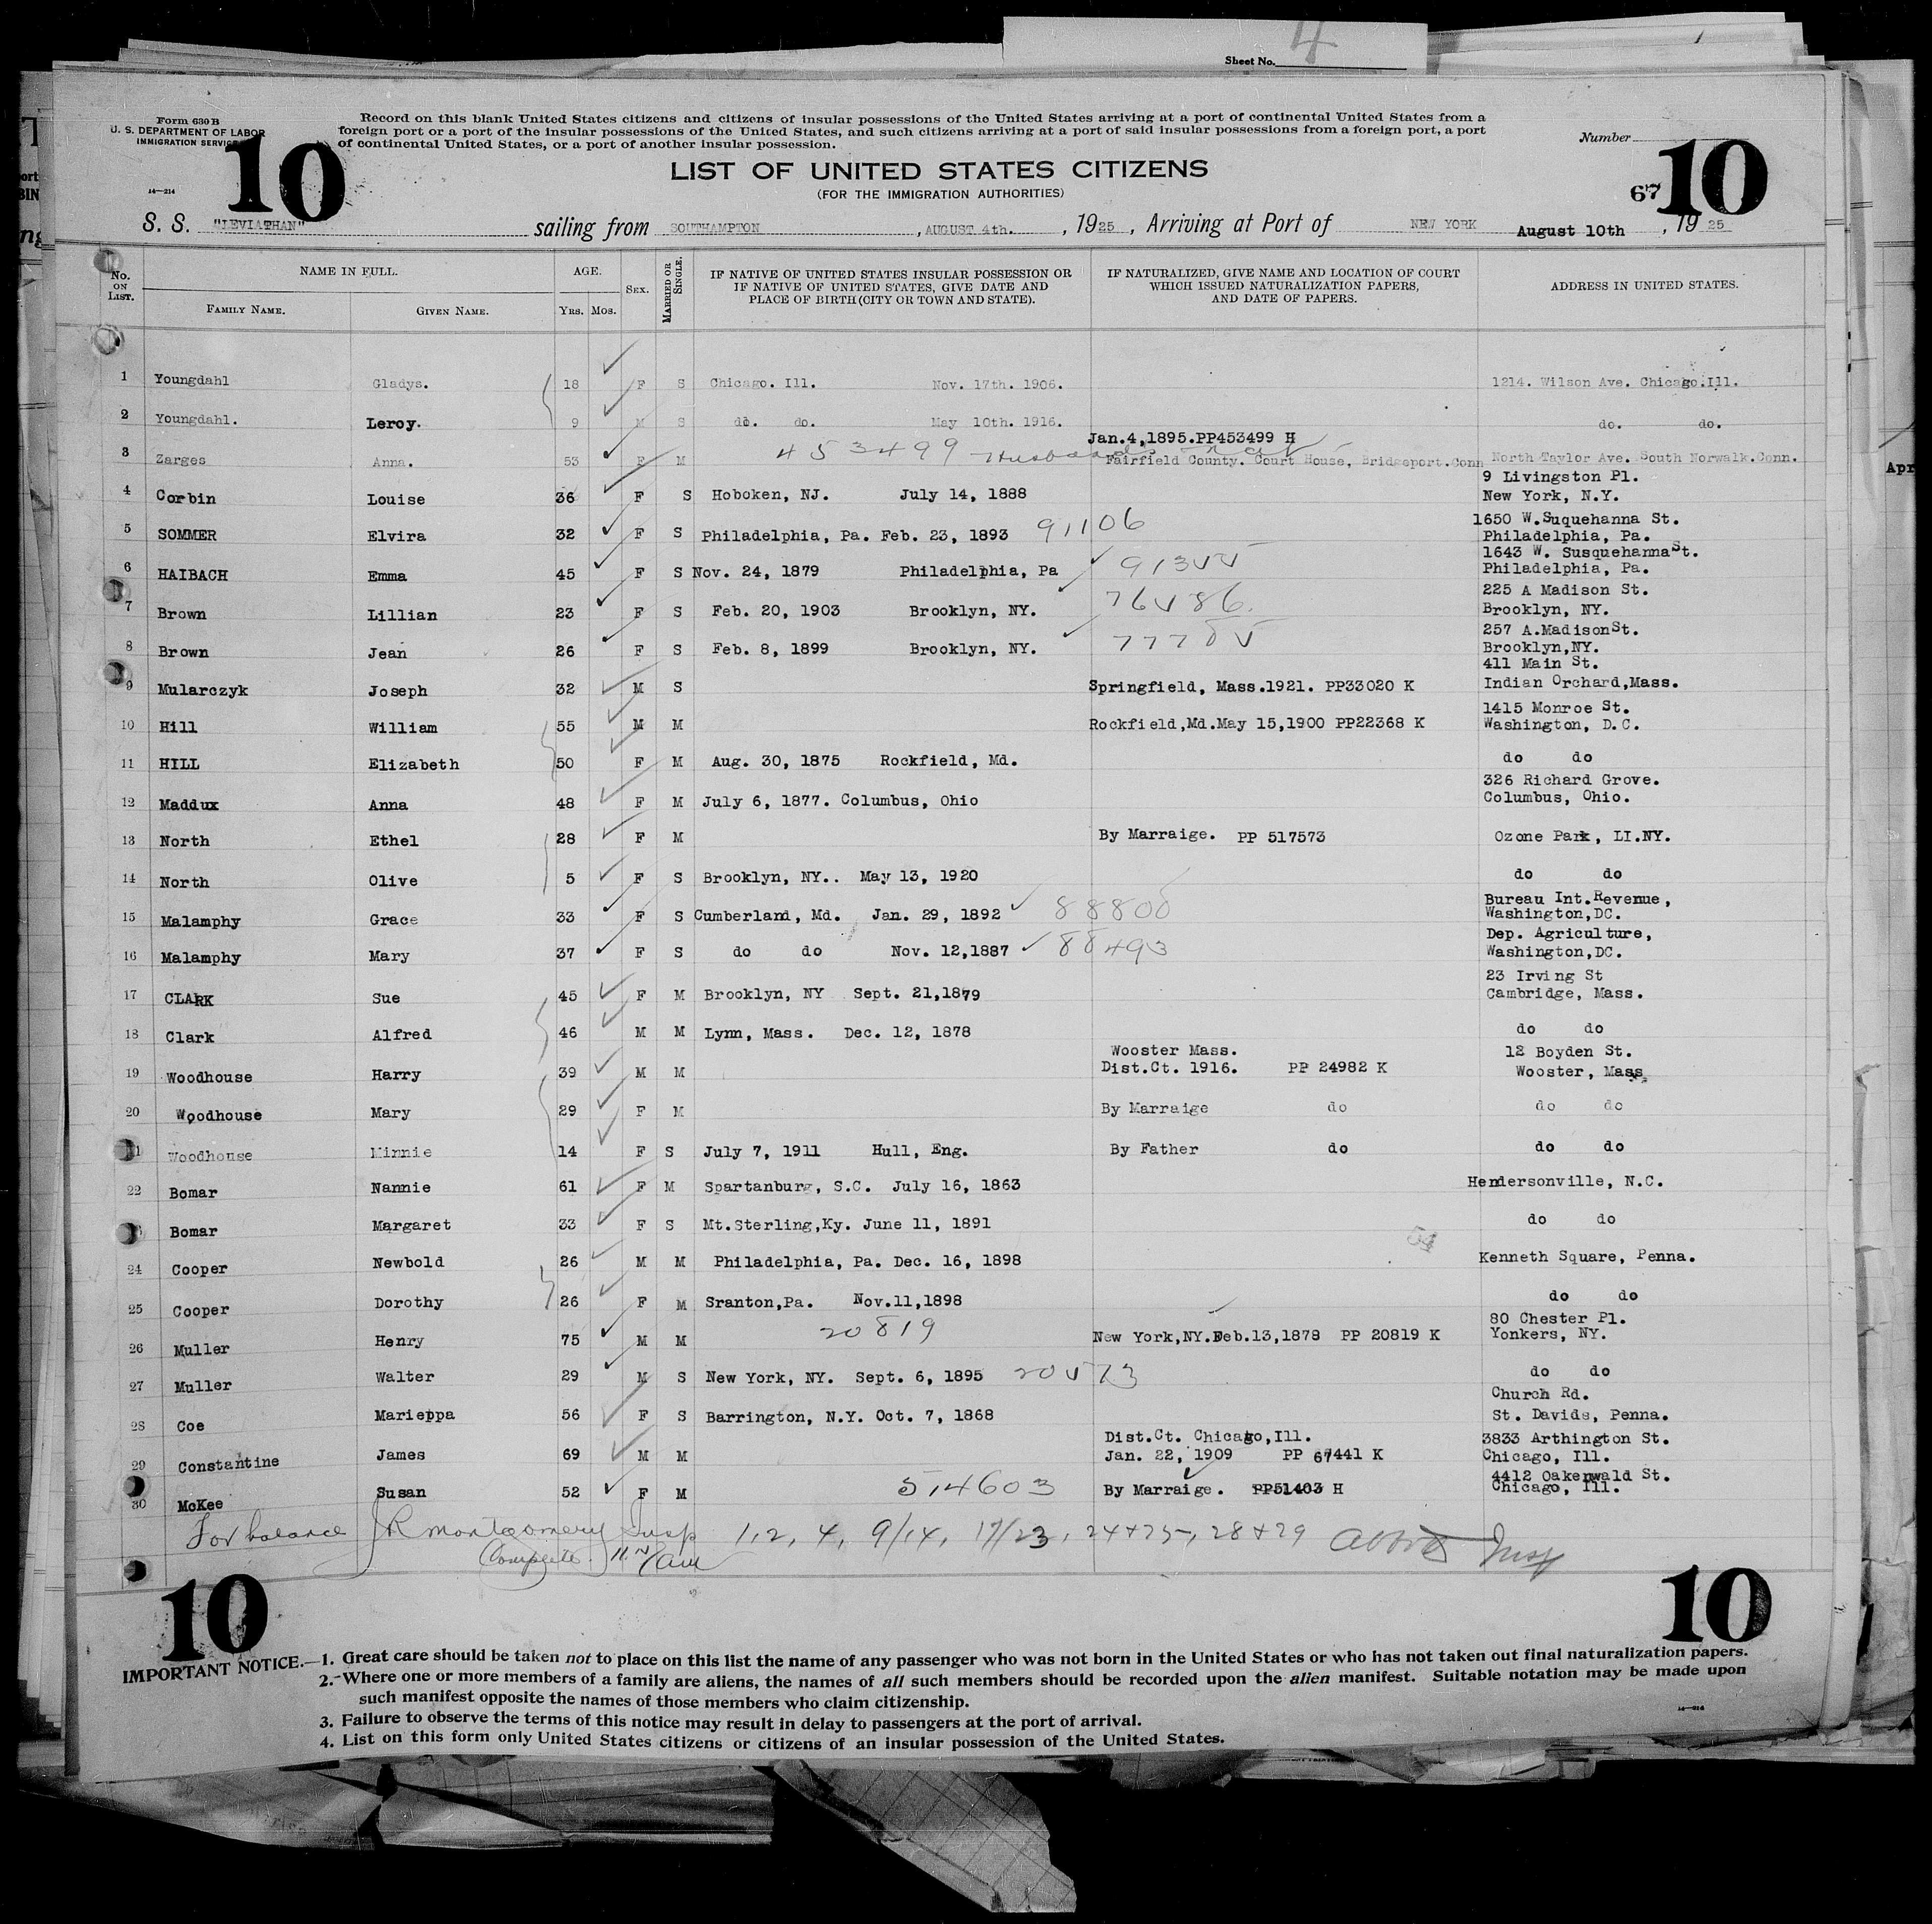 4
Sheet No.
Form 630 B
U. S. DEPARTMENT OF LABOR
IMMIGRATION SERVICE
14—214
10
Record on this blank United States citizens and citizens of insular possessions of the United States arriving at a port of continental United States from a
foreign port or a port of the insular possessions of the United States, and such citizens arriving at a port of said insular possessions from a foreign port, a port
of continental United States, or a port of another insular possession.
Number
10
67
LIST OF UNITED STATES CITIZENS
(FOR THE IMMIGRATION AUTHORITIES)
S. S. "LEVIATHAN" sailing from SOUTHAMPTON , AUGUST 4th. , 1925 , Arriving at Port of NEW YORK August 10th , 1925
No. ON LIST. NAME IN FULL. FAMILY NAME. GIVEN NAME. AGE. YRS. MOS. SEX. MARRIED OR SINGLE. IF NATIVE OF UNITED STATES INSULAR POSSESSION OR IF NATIVE OF UNITED STATES, GIVE DATE AND PLACE OF BIRTH (CITY OR TOWN AND STATE). IF NATURALIZED, GIVE NAME AND LOCATION OF COURT WHICH ISSUED NATURALIZATION PAPERS, AND DATE OF PAPERS. ADDRESS IN UNITED STATES.
1 Youngdahl Gladys. 18 F S Chicago. Ill. Nov. 17th. 1906. 1214. Wilson Ave. Chicago.Ill.
2 Youngdahl. Leroy. 9 M S do. do. May 10th. 1916. do. do.
Jan.4,1895.PP453499 H
3 Zarges Anna. 53 F M 453499 Husband's Nat Fairfield County. Court House, Bridgeport.Conn North Taylor Ave. South Norwalk.Conn.
9 Livingston Pl.
4 Corbin Louise 36 F S Hoboken, NJ. July 14, 1888 New York, N.Y.
1650 W.Suquehanna St.
5 SOMMER Elvira 32 F S Philadelphia, Pa. Feb. 23, 1893 91106 Philadelphia, Pa.
1643 W. SusquehannaSt.
6 HAIBACH Emma 45 F S Nov. 24, 1879 Philadelphia, Pa Philadelphia, Pa.
225 A Madison St.
7 Brown Lillian 23 F S Feb. 20, 1903 Brooklyn, NY. Brooklyn, NY.
257 A.MadisonSt.
8 Brown Jean 26 F S Feb. 8, 1899 Brooklyn, NY. Brooklyn,NY.
411 Main St.
9 Mularczyk Joseph 32 M S Springfield, Mass.1921. PP33020 K Indian Orchard,Mass.
1415 Monroe St.
10 Hill William 55 M M Rockfield,Md.May 15,1900 PP22368 K Washington, D.C.
11 HILL Elizabeth 50 F M Aug. 30, 1875 Rockfield, Md. do do
326 Richard Grove.
12 Maddux Anna 48 F M July 6, 1877. Columbus, Ohio Columbus, Ohio.
13 North Ethel 28 F M By Marraige. PP 517573 Ozone Park, LI.NY.
14 North Olive 5 F S Brooklyn, NY.. May 13, 1920 do do
Bureau Int.Revenue,
15 Malamphy Grace 33 F S Cumberland, Md. Jan. 29, 1892 Washington,DC.
Dep. Agriculture,
16 Malamphy Mary 37 F S do do Nov. 12,1887 88493 Washington,DC.
23 Irving St
17 CLARK Sue 45 F M Brooklyn, NY Sept. 21,1879 Cambridge, Mass.
18 Clark Alfred 46 M M Lynn, Mass. Dec. 12, 1878 do do
Wooster Mass. 12 Boyden St.
19 Woodhouse Harry 39 M M Dist.Ct. 1916. PP 24982 K Wooster, Mass.
20 Woodhouse Mary 29 F M By Marraige do do do
21 Woodhouse Minnie 14 F S July 7, 1911 Hull, Eng. By Father do do do
22 Bomar Nannie 61 F M Spartanburg, S.C. July 16, 1863 Hendersonville, N.C.
Bomar Margaret 33 F S Mt.Sterling,Ky. June 11, 1891 do do
24 Cooper Newbold 26 M M Philadelphia, Pa. Dec. 16, 1898 Kenneth Square, Penna.
25 Cooper Dorothy 26 F M Sranton,Pa. Nov.11,1898 do do
80 Chester Pl.
26 Muller Henry 75 M M 20819 New York,NY.Feb.13,1878 PP 20819 K Yonkers, NY.
27 Muller Walter 29 M S New York, NY. Sept. 6, 1895 do do
Church Rd.
28 Coe Marieppa 56 F S Barrington, N.Y. Oct. 7, 1868 St. Davids, Penna.
Dist.Ct. Chicago,Ill. 3833 Arthington St.
29 Constantine James 69 M M Jan. 22, 1909 PP 67441 K Chicago, Ill.
4412 Oakenwald St.
30 McKee Susan 52 F M 514603 By Marraige. PP51403 H Chicago, Ill.
For balance JR Montgomery Insp 1, 2, 4, 9/14, 17/23, 24+25, 28+29 Insp
Complete
10
10
IMPORTANT NOTICE.—1. Great care should be taken not to place on this list the name of any passenger who was not born in the United States or who has not taken out final naturalization papers.
2.—Where one or more members of a family are aliens, the names of all such members should be recorded upon the alien manifest. Suitable notation may be made upon
such manifest opposite the names of those members who claim citizenship.
3. Failure to observe the terms of this notice may result in delay to passengers at the port of arrival.
4. List on this form only United States citizens or citizens of an insular possession of the United States.
14—214